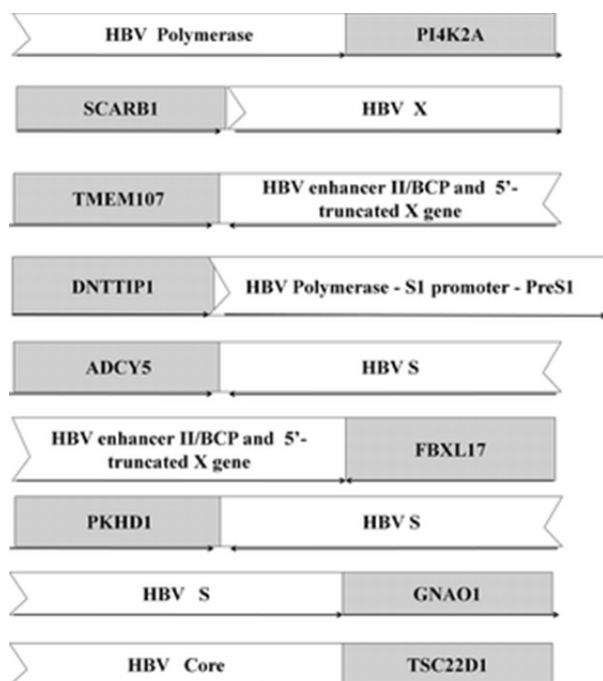 HBV Polymerase PI4K2A
SCARB1 HBV X
TMEM107 HBV enhancer II/BCP and 5'-
truncated X gene
DNTTIP1 HBV Polymerase - S1 promoter - PreS1
ADCY5 HBV S
HBV enhancer II/BCP and 5'-
truncated X gene FBXL17
PKHD1 HBV S
HBV S GNAO1
HBV Core TSC22D1